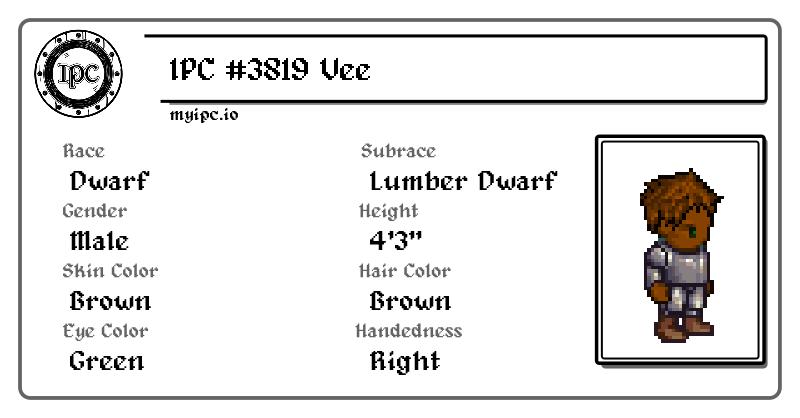 IPC
IPC #3819 Vee
myipc.io
Race
Dwarf
Subrace
Lumber Dwarf
Gender
Male
Height
4'3"
Skin Color
Brown
Hair Color
Brown
Eye Color
Green
Handedness
Right